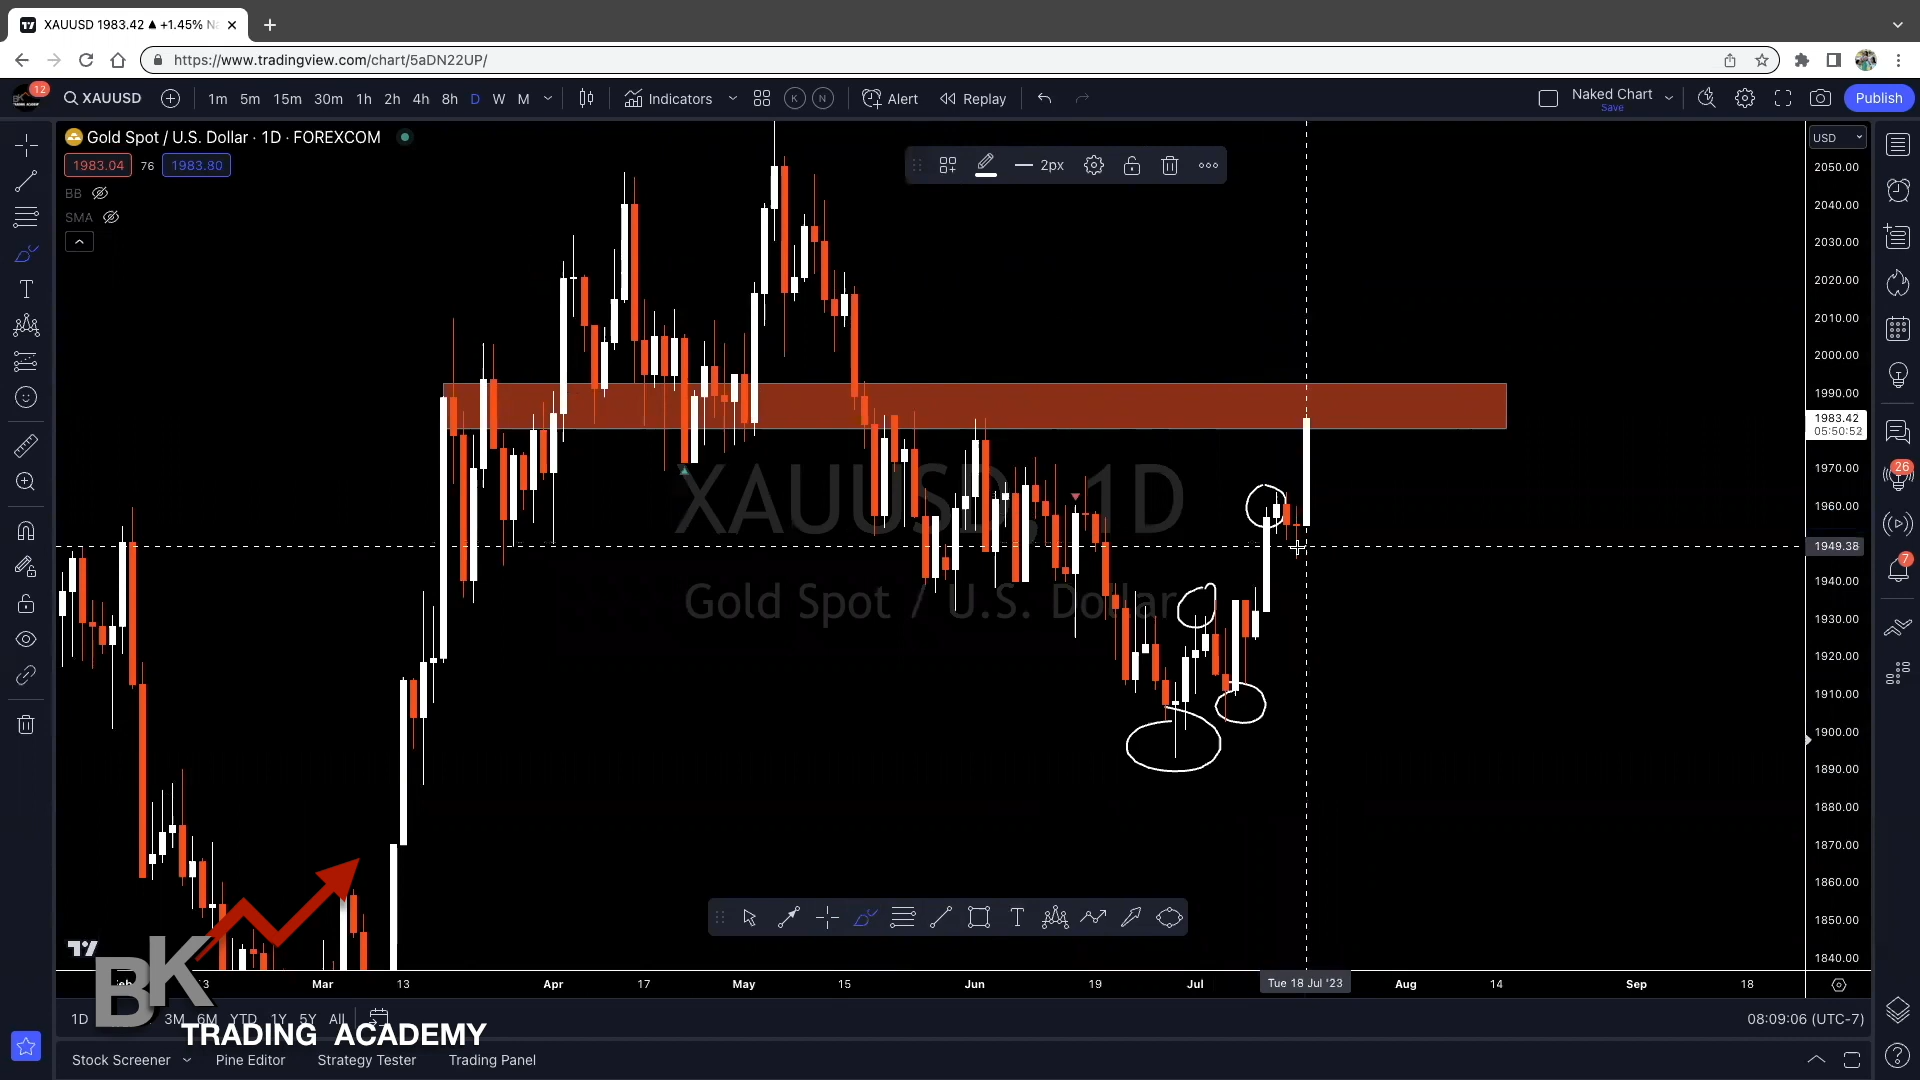 XAUUSD 1983.42 ▲ +1.45% Na
https://www.tradingview.com/chart/5aDN22UP/
12
XAUUSD
1m 5m 15m 30m 1h 2h 4h 8h D W M
Indicators
K N
Alert
Replay
Naked Chart
Save
Publish
Gold Spot / U.S. Dollar · 1D · FOREXCOM
1983.04 76 1983.80
BB
SMA
2px
USD
2050.00
2040.00
2030.00
2020.00
2010.00
2000.00
1990.00
1983.42
05:50:52
1970.00
1960.00
1949.38
1940.00
1930.00
1920.00
1910.00
1900.00
1890.00
1880.00
1870.00
1860.00
1850.00
1840.00
26
7
XAUUSD, 1D
Gold Spot / U.S. Dollar
Mar 13 Apr 17 May 15 Jun 19 Jul Tue 18 Jul '23 Aug 14 Sep 18
BK
TRADING ACADEMY
1D 3M 6M YTD 1Y 5Y All
08:09:06 (UTC-7)
Stock Screener Pine Editor Strategy Tester Trading Panel